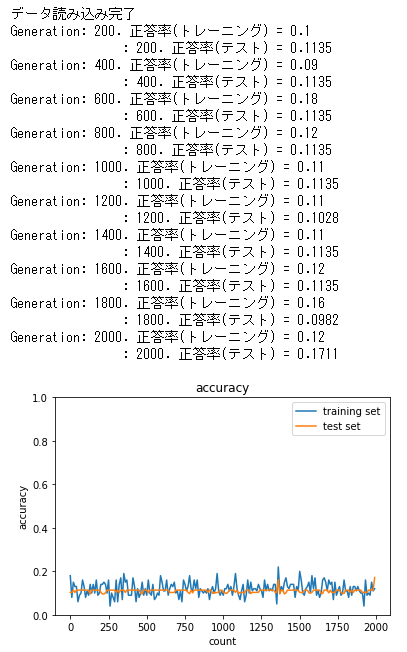 データ読み込み完了
Generation: 200. 正答率(トレーニング) = 0.1
: 200. 正答率(テスト) = 0.1135
Generation: 400. 正答率(トレーニング) = 0.09
: 400. 正答率(テスト) = 0.1135
Generation: 600. 正答率(トレーニング) = 0.18
: 600. 正答率(テスト) = 0.1135
Generation: 800. 正答率(トレーニング) = 0.12
: 800. 正答率(テスト) = 0.1135
Generation: 1000. 正答率(トレーニング) = 0.11
: 1000. 正答率(テスト) = 0.1135
Generation: 1200. 正答率(トレーニング) = 0.11
: 1200. 正答率(テスト) = 0.1028
Generation: 1400. 正答率(トレーニング) = 0.11
: 1400. 正答率(テスト) = 0.1135
Generation: 1600. 正答率(トレーニング) = 0.12
: 1600. 正答率(テスト) = 0.1135
Generation: 1800. 正答率(トレーニング) = 0.16
: 1800. 正答率(テスト) = 0.0982
Generation: 2000. 正答率(トレーニング) = 0.12
: 2000. 正答率(テスト) = 0.1711
accuracy
1.0
training set
test set
0.8
0.6
accuracy
0.4
0.2
0.0
0 250 500 750 1000 1250 1500 1750 2000
count